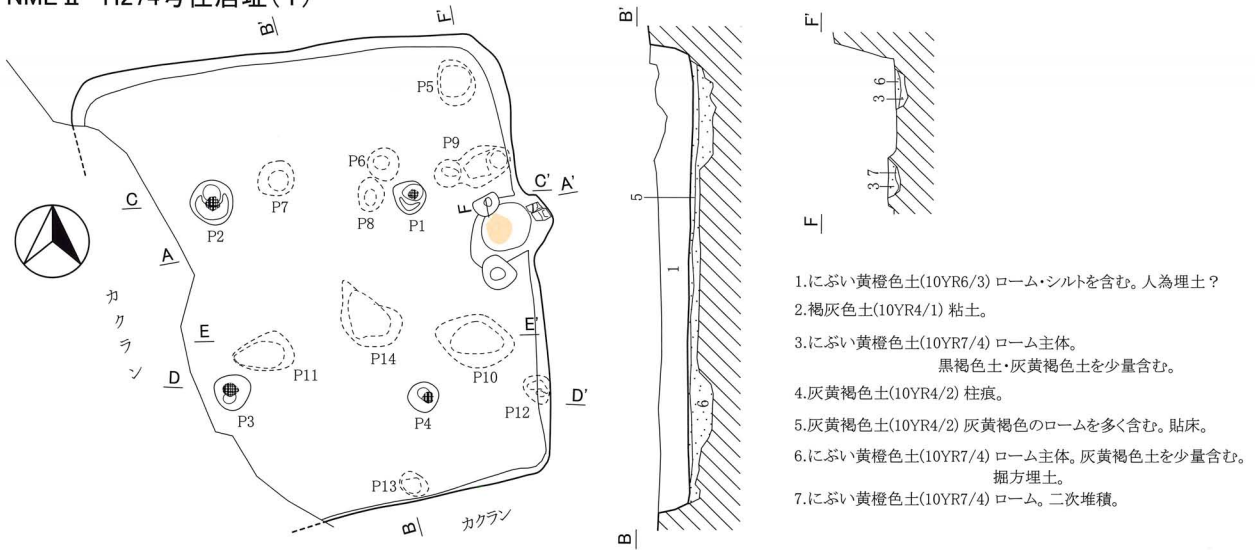 NME II H274号住居址(1)
B'
F'
P5
P9
P6
P7
P8
P1
P2
C
C'
A'
F
A
カクラン
E
E'
P14
P11
P10
D
D'
P12
P3
P4
P13
B
カクラン
B'
5
1
6
B
F'
6
3
7
3
F
1.にぶい黄橙色土(10YR6/3) ローム・シルトを含む。人為埋土?
2.褐灰色土(10YR4/1) 粘土。
3.にぶい黄橙色土(10YR7/4) ローム主体。
黒褐色土・灰黄褐色土を少量含む。
4.灰黄褐色土(10YR4/2) 柱痕。
5.灰黄褐色土(10YR4/2) 灰黄褐色のロームを多く含む。貼床。
6.にぶい黄橙色土(10YR7/4) ローム主体。灰黄褐色土を少量含む。
掘方埋土。
7.にぶい黄橙色土(10YR7/4) ローム。二次堆積。